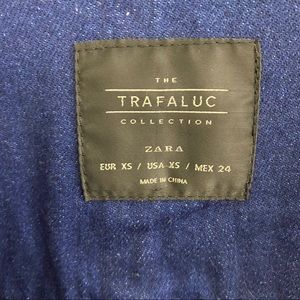 THE
TRAFALUC
COLLECTION
ZARA
EUR XS / USA XS / MEX 24
MADE IN CHINA